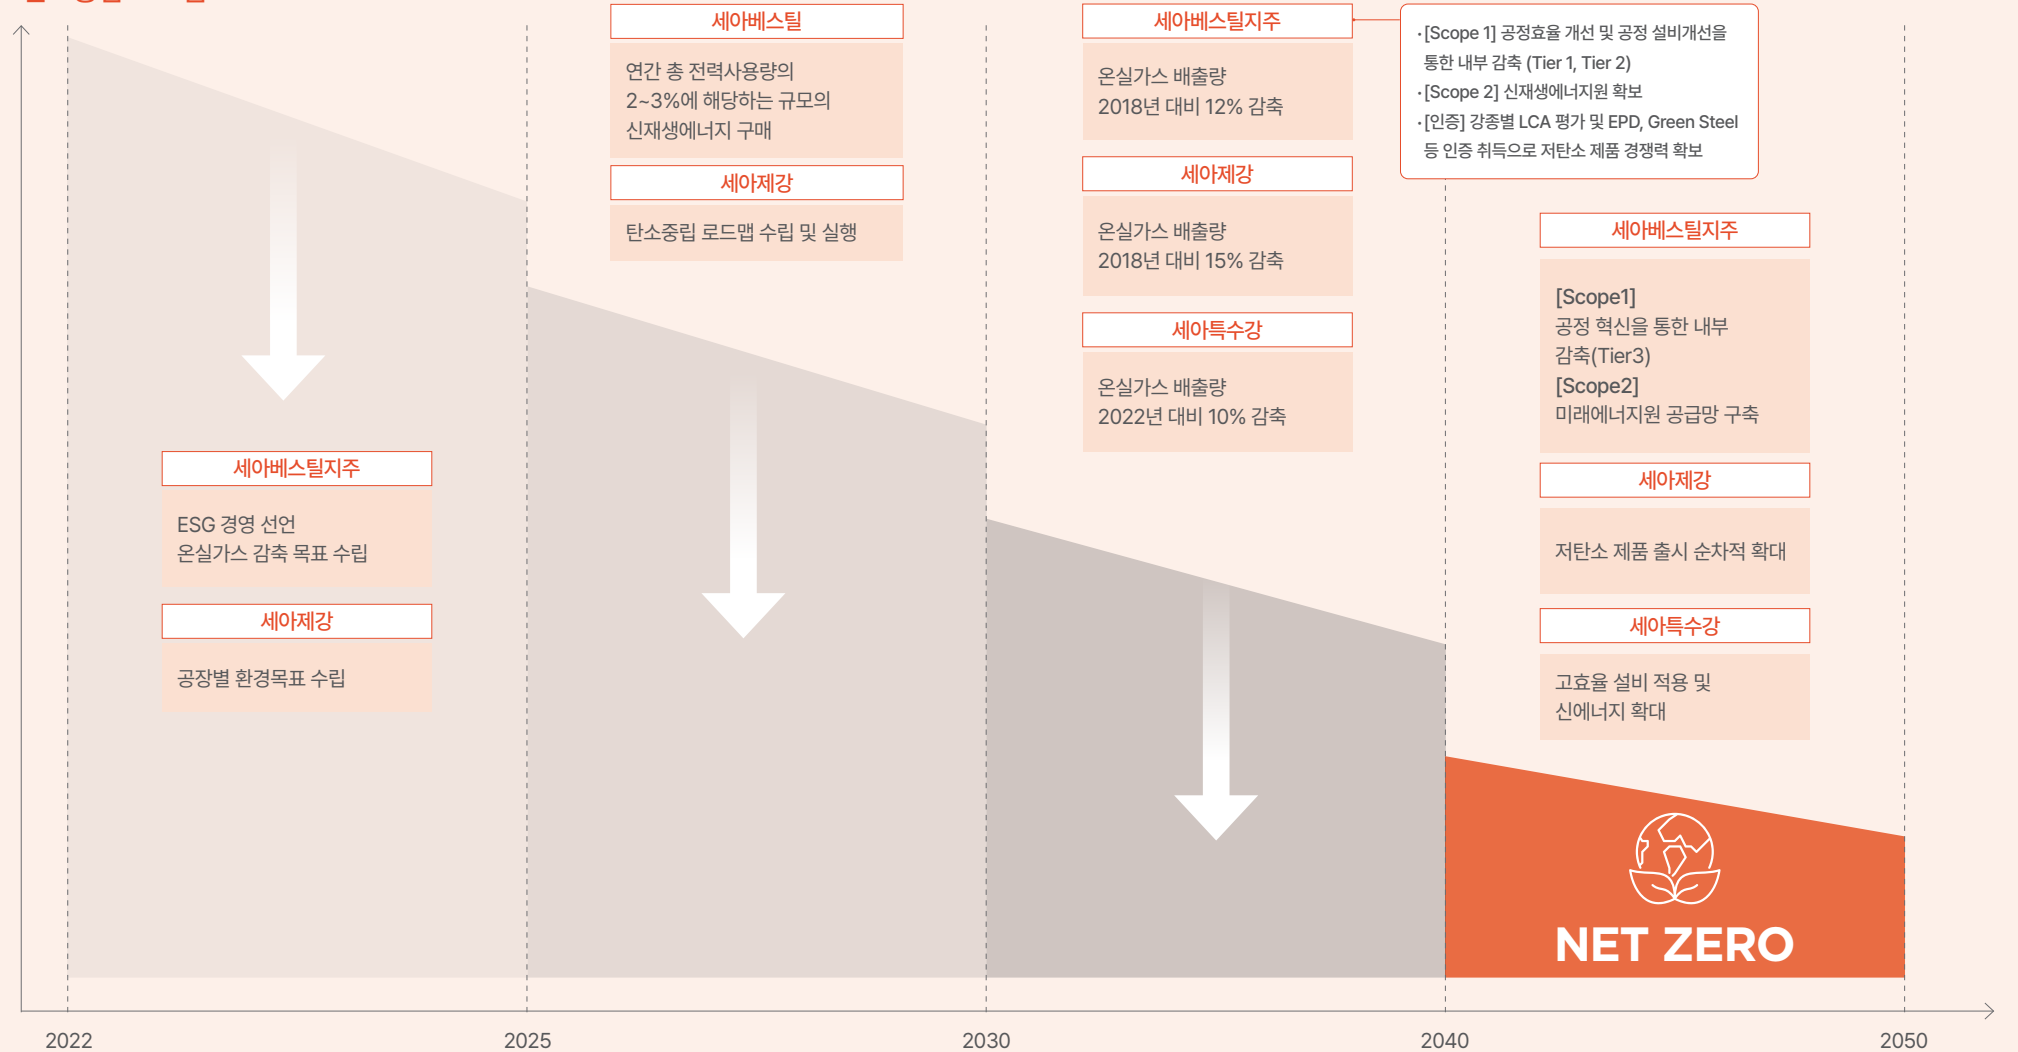 세아베스틸
연간 총 전력사용량의
2~3%에 해당하는 규모의
신재생에너지 구매
세아제강
탄소중립 로드맵 수립 및 실행
세아베스틸지주
온실가스 배출량
2018년 대비 12% 감축
·[Scope 1] 공정효율 개선 및 공정 설비개선을
통한 내부 감축 (Tier 1, Tier 2)
·[Scope 2] 신재생에너지원 확보
·[인증] 강종별 LCA 평가 및 EPD, Green Steel
등 인증 취득으로 저탄소 제품 경쟁력 확보
세아제강
온실가스 배출량
2018년 대비 15% 감축
세아특수강
온실가스 배출량
2022년 대비 10% 감축
세아베스틸지주
[Scope1]
공정 혁신을 통한 내부
감축(Tier3)
[Scope2]
미래에너지원 공급망 구축
세아제강
저탄소 제품 출시 순차적 확대
세아특수강
고효율 설비 적용 및
신에너지 확대
세아베스틸지주
ESG 경영 선언
온실가스 감축 목표 수립
세아제강
공장별 환경목표 수립
NET ZERO
2022
2025
2030
2040
2050